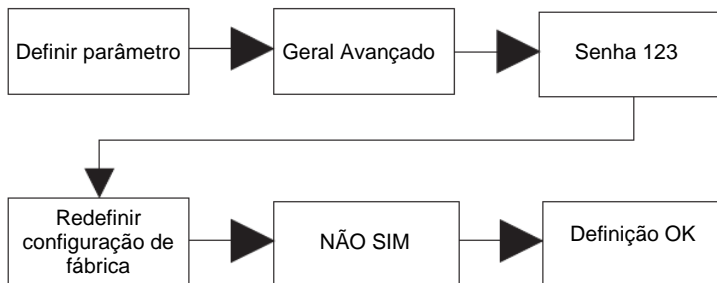 Definir parâmetro
Geral Avançado
Senha 123
Redefinir
configuração de
fábrica
NÃO SIM
Definição OK